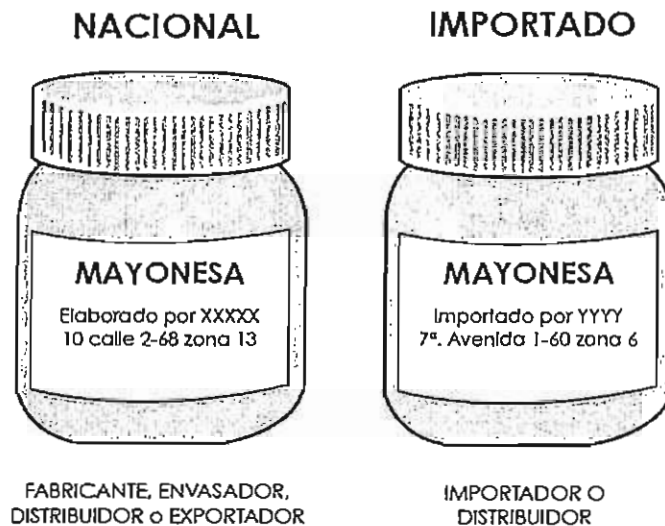 NACIONAL
MAYONESA
Elaborado por XXXXX
10 calle 2-68 zona 13
FABRICANTE, ENVASADOR,
DISTRIBUIDOR o EXPORTADOR
IMPORTADO
MAYONESA
Importado por YYYY
7ª. Avenida 1-60 zona 6
IMPORTADOR O
DISTRIBUIDOR